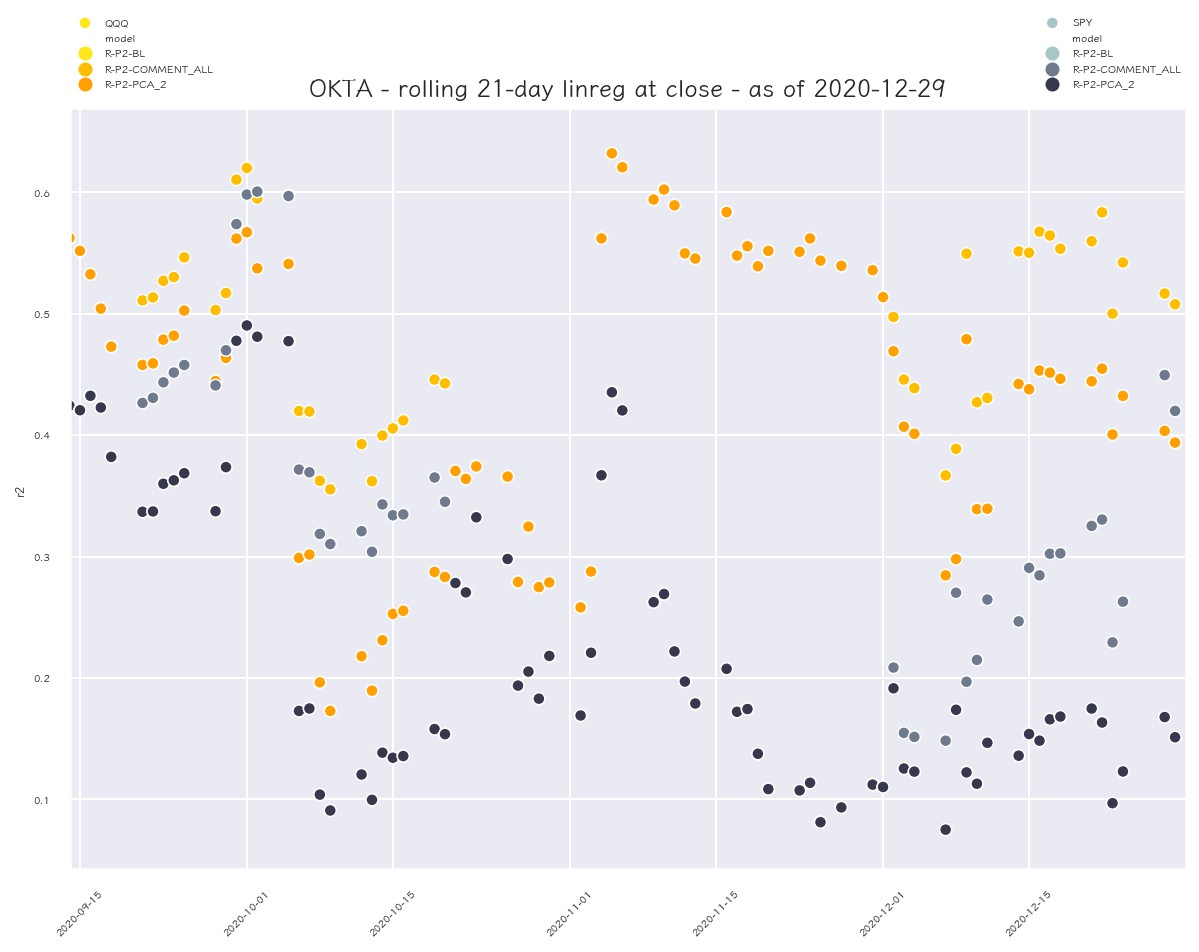 QQQ
model
R-P2-BL
R-P2-COMMENT_ALL
R-P2-PCA_2
SPY
model
R-P2-BL
R-P2-COMMENT_ALL
R-P2-PCA_2
OKTA - rolling 21-day linreg at close - as of 2020-12-29
r2
0.6
0.5
0.4
0.3
0.2
0.1
2020-09-15
2020-10-01
2020-10-15
2020-11-01
2020-11-15
2020-12-01
2020-12-15